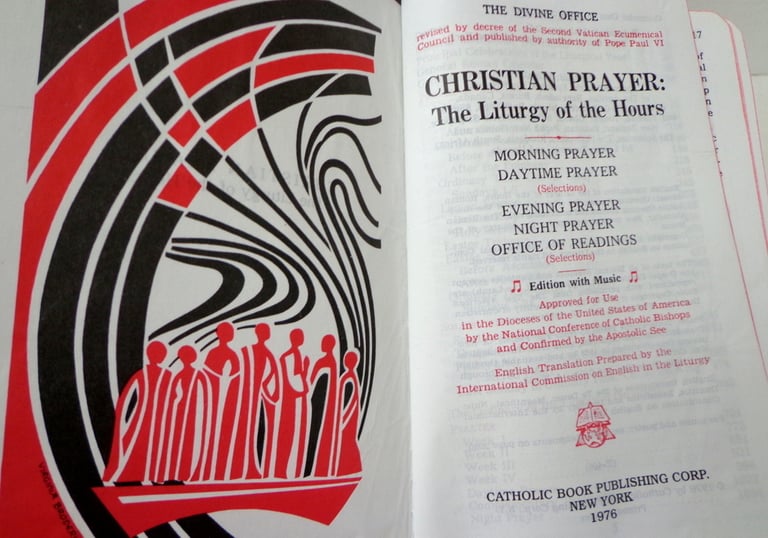 THE DIVINE OFFICE
revised by decree of the Second Vatican Ecumenical
Council and published by authority of Pope Paul VI
CHRISTIAN PRAYER:
The Liturgy of the Hours
MORNING PRAYER
DAYTIME PRAYER
(Selections)
EVENING PRAYER
NIGHT PRAYER
OFFICE OF READINGS
(Selections)
♫ Edition with Music ♫
Approved for Use
in the Dioceses of the United States of America
by the National Conference of Catholic Bishops
and Confirmed by the Apostolic See
English Translation Prepared by the
International Commission on English in the Liturgy
CATHOLIC BOOK PUBLISHING CORP.
NEW YORK
1976
17